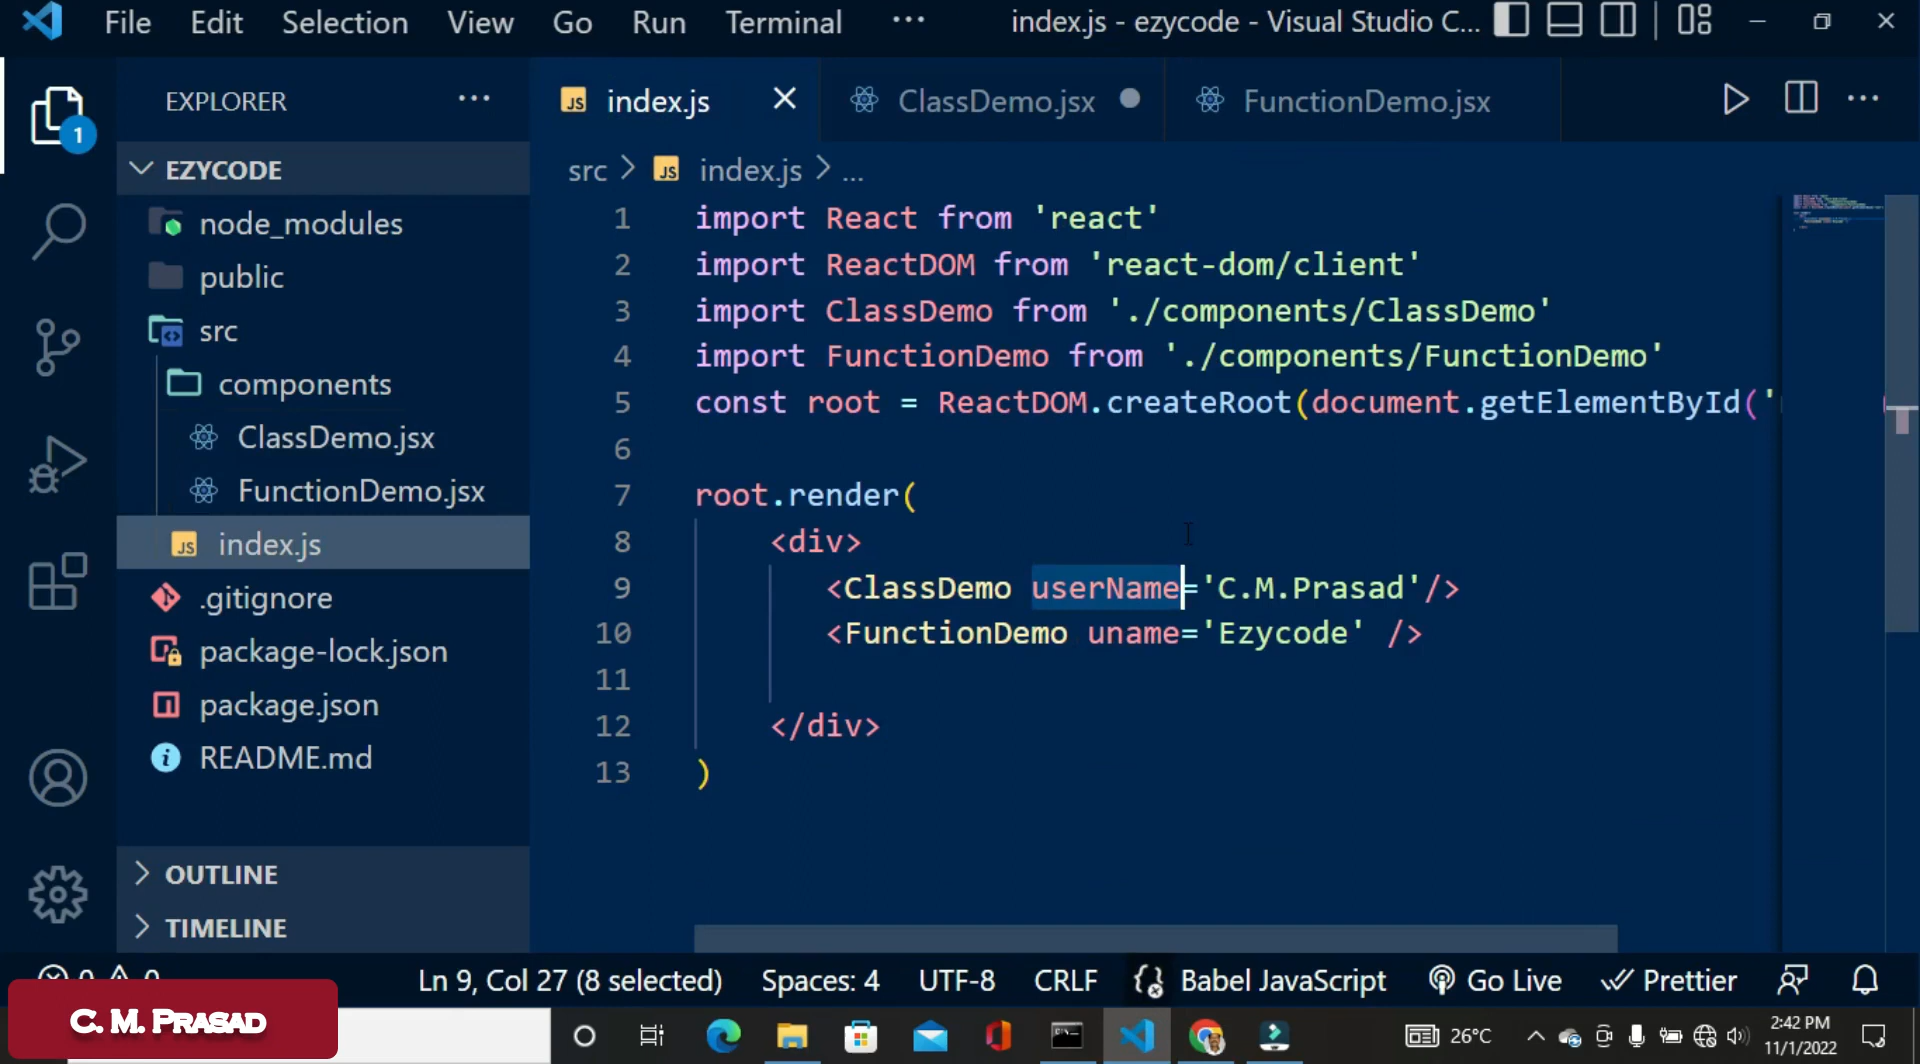 File Edit Selection View Go Run Terminal ··· index.js - ezycode - Visual Studio C...
EXPLORER ···
index.js ClassDemo.jsx FunctionDemo.jsx ···
1
EZYCODE
src > JS index.js > ...
node_modules
public
src
components
ClassDemo.jsx
FunctionDemo.jsx
JS index.js
.gitignore
package-lock.json
package.json
README.md
OUTLINE
TIMELINE
1 import React from 'react'
2 import ReactDOM from 'react-dom/client'
3 import ClassDemo from './components/ClassDemo'
4 import FunctionDemo from './components/FunctionDemo'
5 const root = ReactDOM.createRoot(document.getElementById('
6
7 root.render(
8 <div>
9 <ClassDemo userName='C.M.Prasad'/>
10 <FunctionDemo uname='Ezycode' />
11
12 </div>
13 )
Ln 9, Col 27 (8 selected) Spaces: 4 UTF-8 CRLF Babel JavaScript Go Live Prettier
C. M. PRASAD
26°C
2:42 PM
11/1/2022